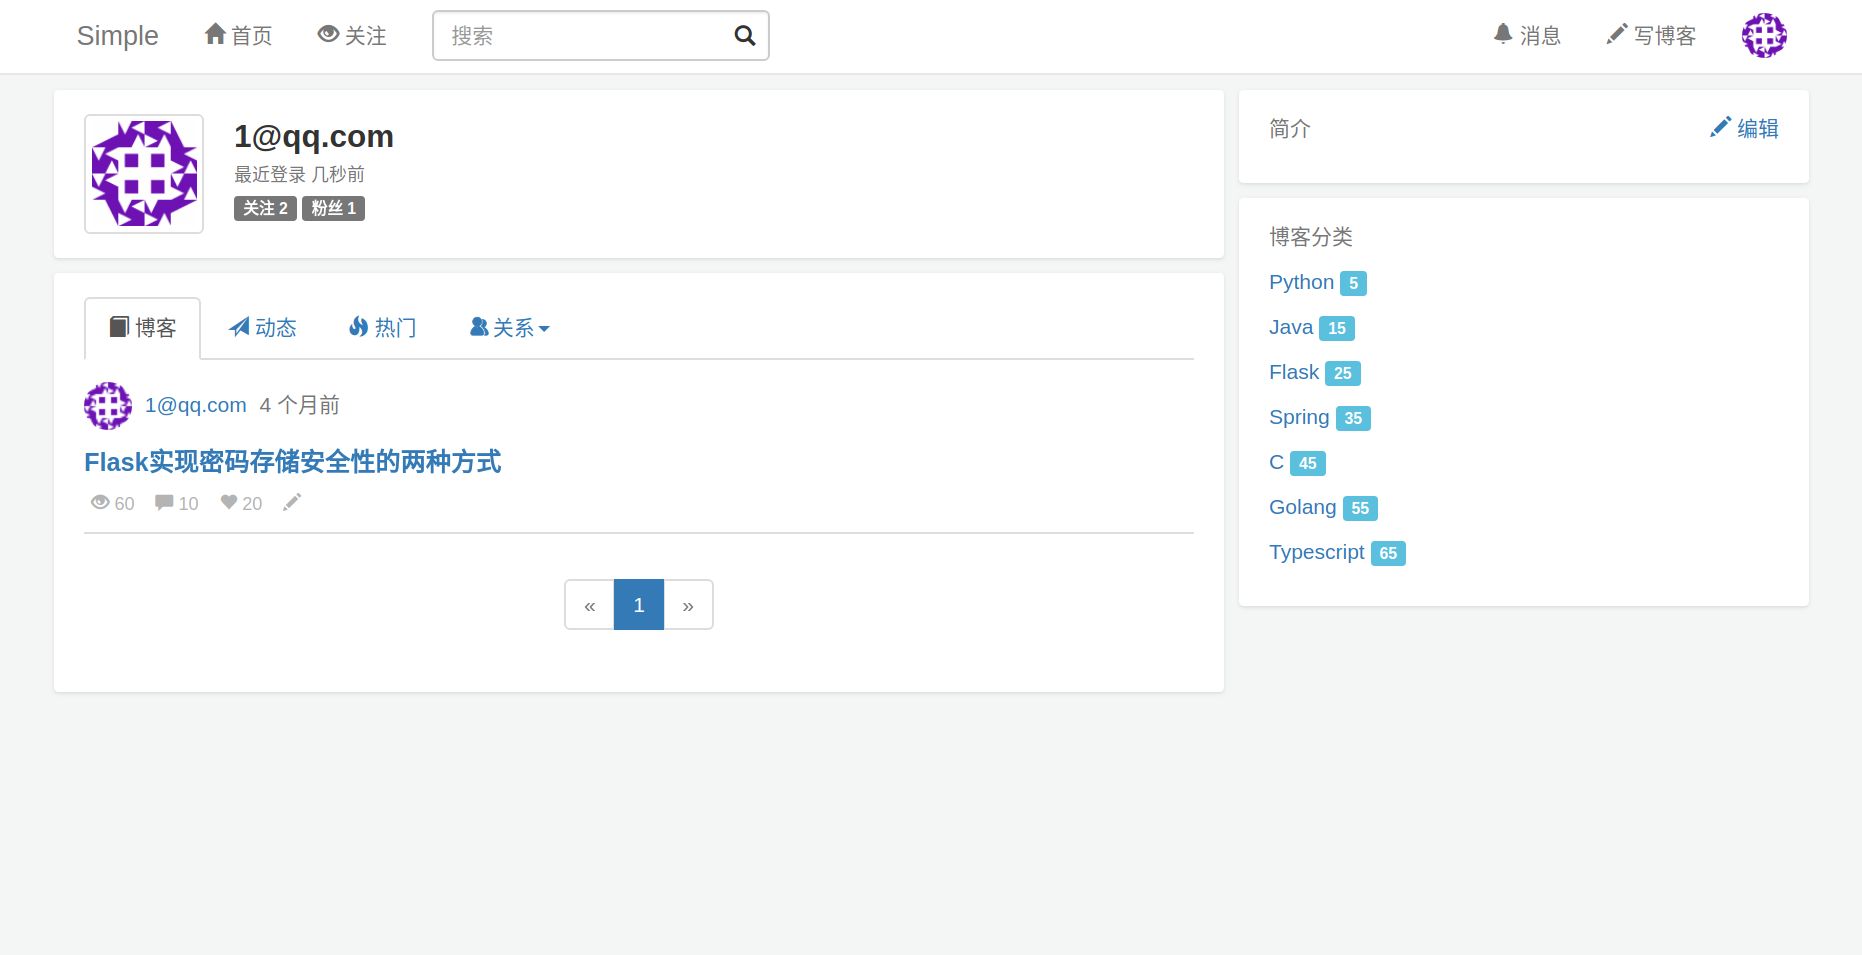 Simple 首页 关注 搜索 消息 写博客
1@qq.com
最近登录 几秒前
关注 2 粉丝 1
博客 动态 热门 关系
1@qq.com 4 个月前
Flask实现密码存储安全性的两种方式
60 10 20
« 1 »
简介 编辑
博客分类
Python 5
Java 15
Flask 25
Spring 35
C 45
Golang 55
Typescript 65